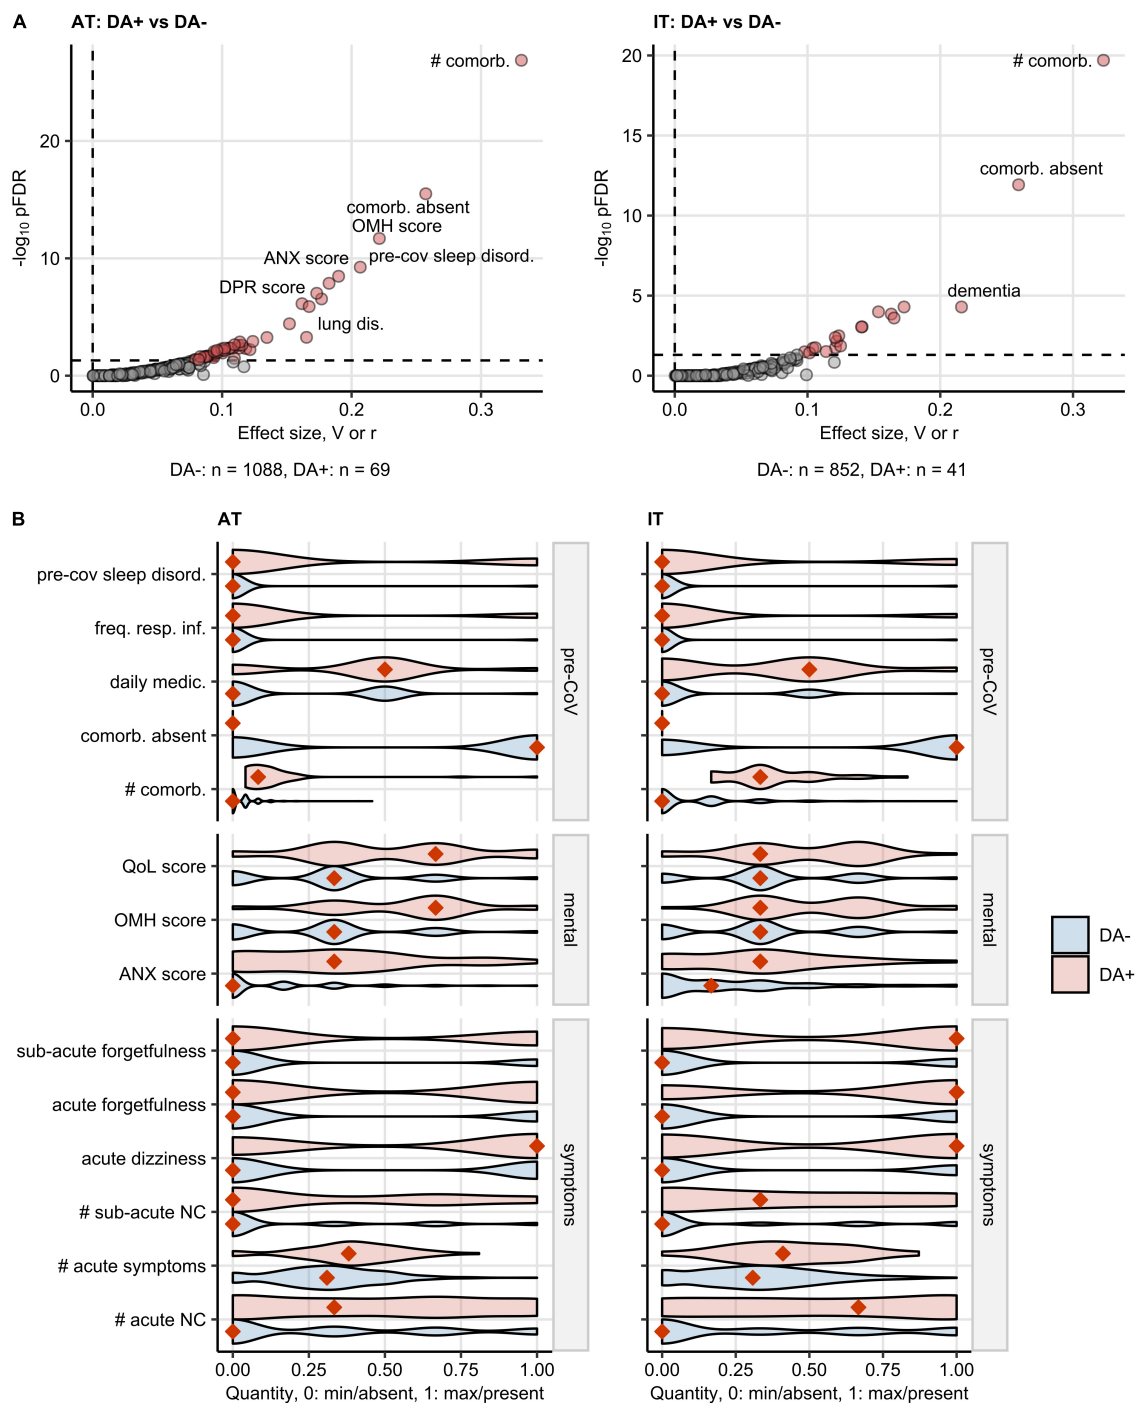 A
AT: DA+ vs DA-
# comorb.
comorb. absent
OMH score
ANX score
pre-cov sleep disord.
DPR score
lung dis.
20
10
0
-log10 pFDR
0.0
0.1
0.2
0.3
Effect size, V or r
DA-: n = 1088, DA+: n = 69
IT: DA+ vs DA-
# comorb.
comorb. absent
dementia
20
15
10
5
0
-log10 pFDR
0.0
0.1
0.2
0.3
Effect size, V or r
DA-: n = 852, DA+: n = 41
B
AT
IT
pre-cov sleep disord.
freq. resp. inf.
daily medic.
comorb. absent
# comorb.
pre-CoV
pre-CoV
QoL score
OMH score
ANX score
mental
mental
sub-acute forgetfulness
acute forgetfulness
acute dizziness
# sub-acute NC
# acute symptoms
# acute NC
symptoms
symptoms
0.00
0.25
0.50
0.75
1.00
Quantity, 0: min/absent, 1: max/present
0.00
0.25
0.50
0.75
1.00
Quantity, 0: min/absent, 1: max/present
DA-
DA+